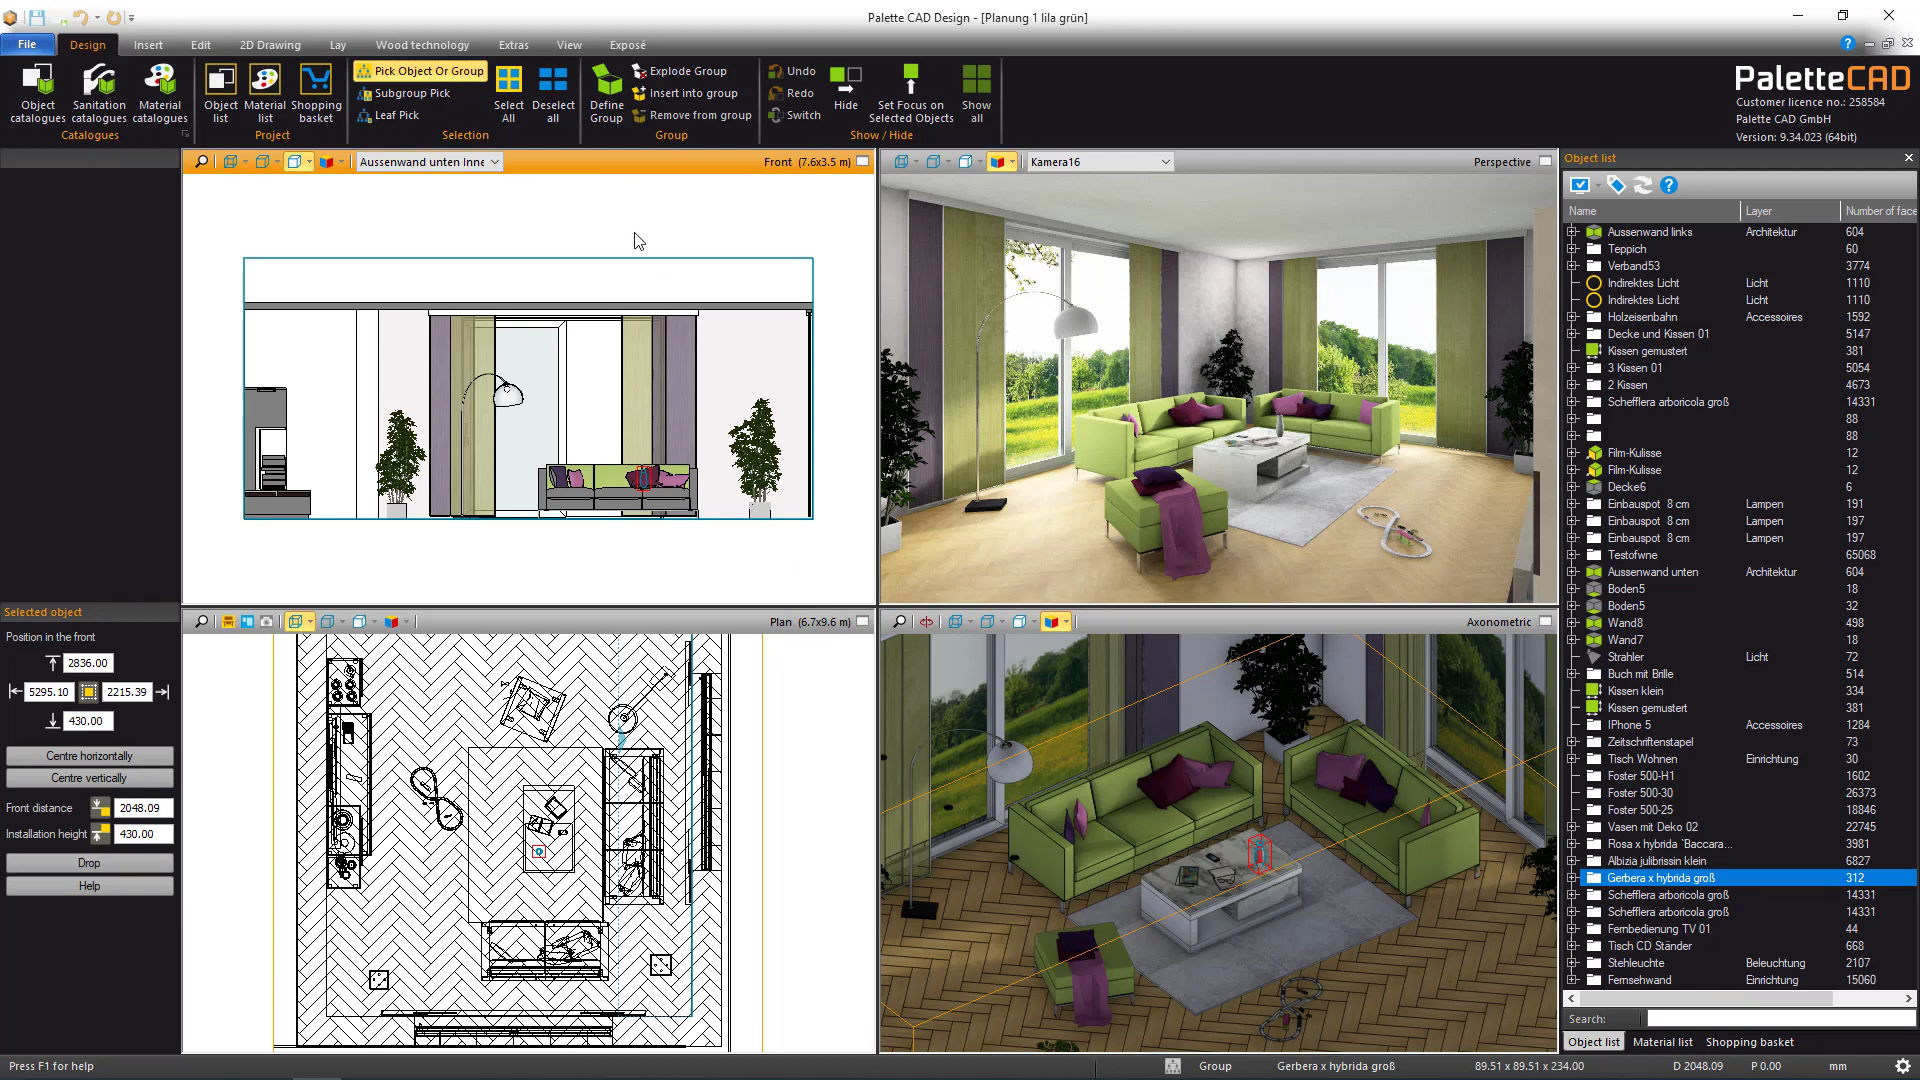 Palette CAD Design - [Planung 1 lila grün]
File
Design
Insert
Edit
2D Drawing
Lay
Wood technology
Extras
View
Exposé
Object catalogues
Sanitation catalogues
Material catalogues
Catalogues
Object list
Material list
Shopping basket
Project
Pick Object Or Group
Subgroup Pick
Leaf Pick
Select All
Deselect all
Selection
Define Group
Explode Group
Insert into group
Remove from group
Group
Undo
Redo
Switch
Hide
Set Focus on Selected Objects
Show all
Show / Hide
PaletteCAD
Customer licence no.: 258584
Palette CAD GmbH
Version: 9.34.023 (64bit)
Aussenwand unten Inne
Front (7.6x3.5 m)
Kamera16
Perspective
Plan (6.7x9.6 m)
Axonometric
Selected object
Position in the front
2836.00
5295.10
2215.39
430.00
Centre horizontally
Centre vertically
Front distance 2048.09
Installation height 430.00
Drop
Help
Object list
Name Layer Number of face
Aussenwand links Architektur 604
Teppich 60
Verband53 3774
Indirektes Licht Licht 1110
Indirektes Licht Licht 1110
Holzeisenbahn Accessoires 1592
Decke und Kissen 01 5147
Kissen gemustert 381
3 Kissen 01 5054
2 Kissen 4673
Schefflera arboricola groß 14331
88
88
Film-Kulisse 12
Film-Kulisse 12
Decke6 6
Einbauspot 8 cm Lampen 191
Einbauspot 8 cm Lampen 197
Einbauspot 8 cm Lampen 197
Testofwne 65068
Aussenwand unten Architektur 604
Boden5 18
Boden5 32
Wand8 498
Wand7 18
Strahler Licht 72
Buch mit Brille 514
Kissen klein 334
Kissen gemustert 381
IPhone 5 Accessoires 1284
Zeitschriftenstapel 73
Tisch Wohnen Einrichtung 30
Foster 500-H1 1602
Foster 500-30 26373
Foster 500-25 18846
Vasen mit Deko 02 22745
Rosa x hybrida `Baccara... 3981
Albizia julibrissin klein 6827
Gerbera x hybrida groß 312
Schefflera arboricola groß 14331
Schefflera arboricola groß 14331
Fernbedienung TV 01 44
Tisch CD Ständer 668
Stehleuchte Beleuchtung 2107
Fernsehwand Einrichtung 15060
Search:
Object list
Material list
Shopping basket
Press F1 for help
Group
Gerbera x hybrida groß
89.51 x 89.51 x 234.00
D 2048.09
P 0.00
mm